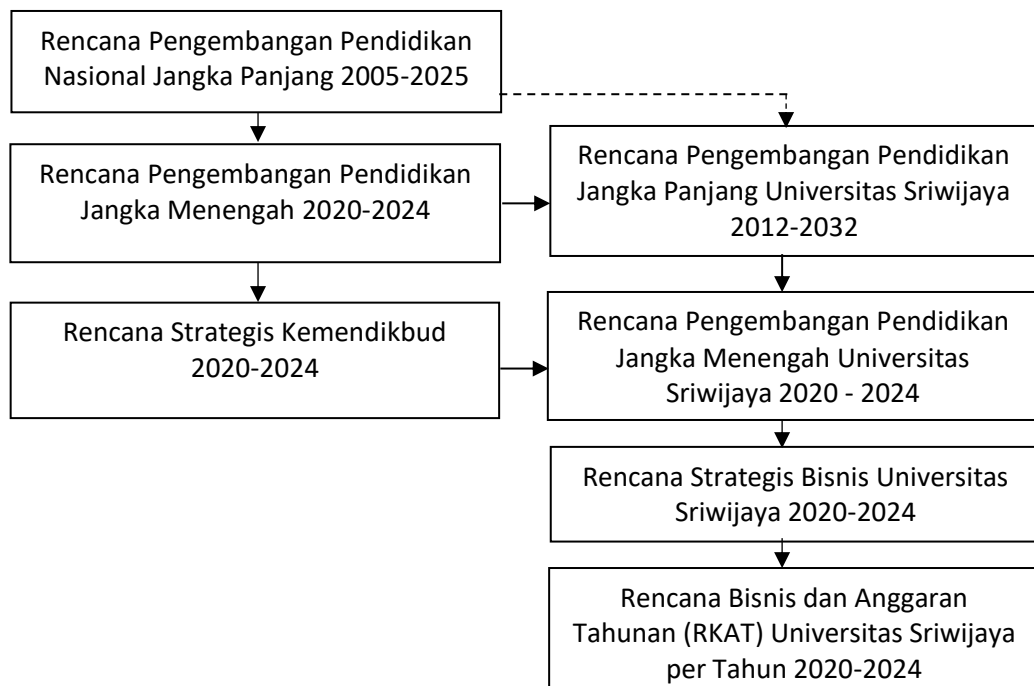 Rencana Pengembangan Pendidikan
Nasional Jangka Panjang 2005-2025
Rencana Pengembangan Pendidikan
Jangka Menengah 2020-2024
Rencana Strategis Kemendikbud
2020-2024
Rencana Pengembangan Pendidikan
Jangka Panjang Universitas Sriwijaya
2012-2032
Rencana Pengembangan Pendidikan
Jangka Menengah Universitas
Sriwijaya 2020 - 2024
Rencana Strategis Bisnis Universitas
Sriwijaya 2020-2024
Rencana Bisnis dan Anggaran
Tahunan (RKAT) Universitas Sriwijaya
per Tahun 2020-2024